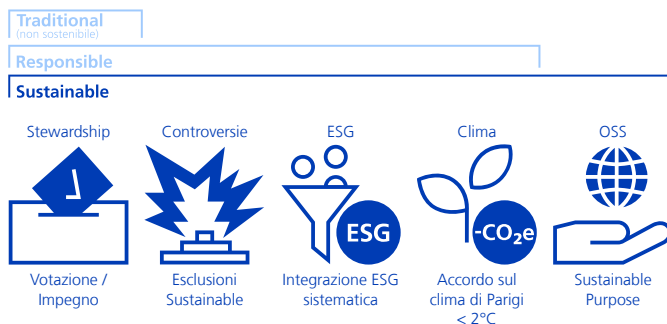 Traditional
(non sostenibile)
Responsible
Sustainable
Stewardship
Controversie
ESG
Clima
OSS
ESG
-CO₂e
Votazione /
Impegno
Esclusioni
Sustainable
Integrazione ESG
sistematica
Accordo sul
clima di Parigi
< 2°C
Sustainable
Purpose